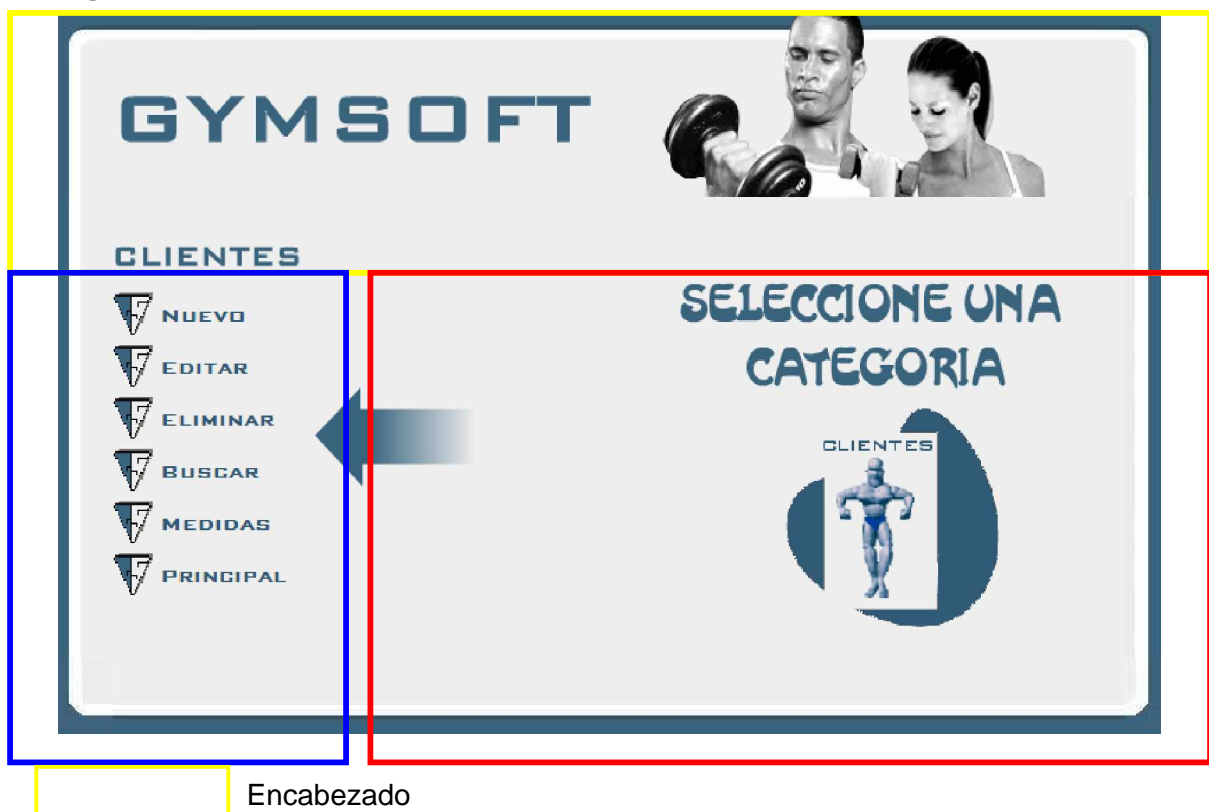 GYMSOFT
CLIENTES
NUEVO
EDITAR
ELIMINAR
BUSCAR
MEDIDAS
PRINCIPAL
SELECCIONE UNA
CATEGORIA
CLIENTES
Encabezado